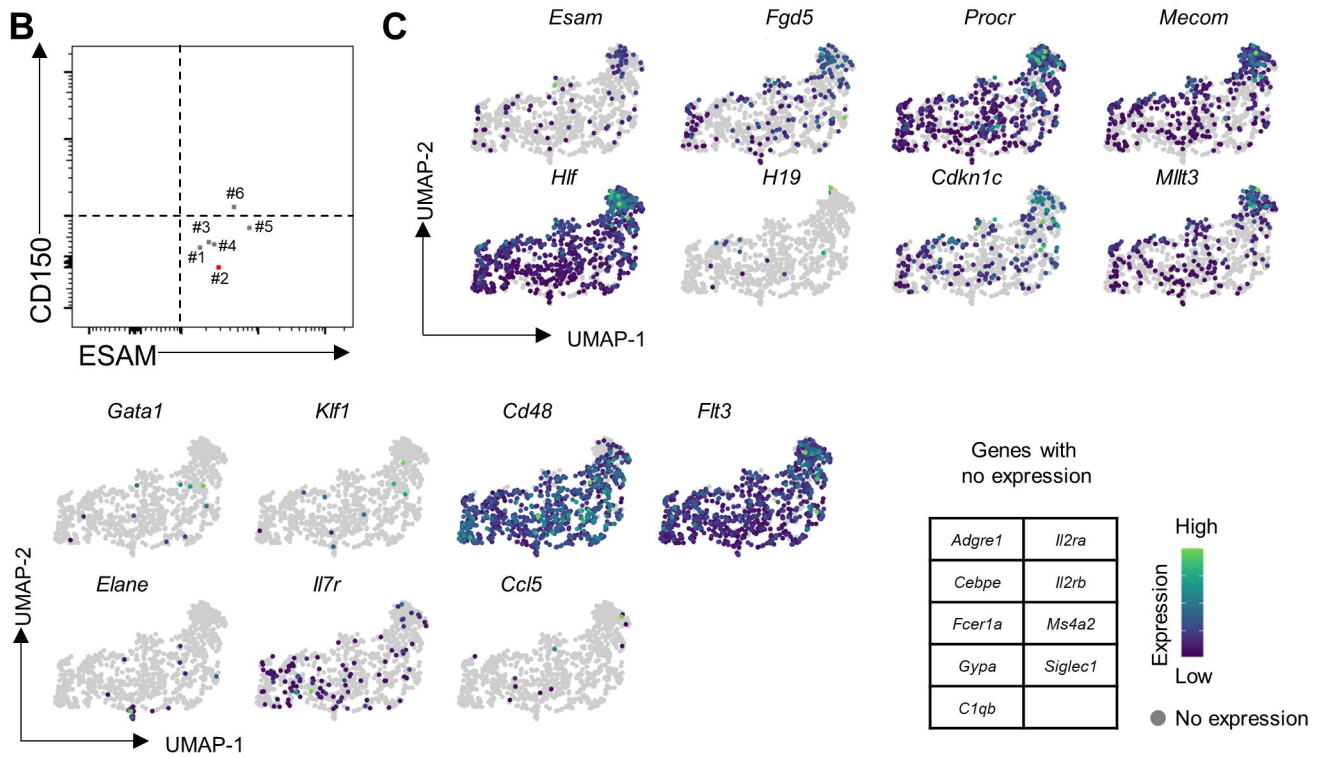 B
CD150
ESAM
#6
#3
#5
#4
#1
#2
C
Esam
Fgd5
Procr
Mecom
Hlf
H19
Cdkn1c
Mllt3
UMAP-2
UMAP-1
Gata1
Klf1
Cd48
Flt3
Elane
Il7r
Ccl5
UMAP-2
UMAP-1
Genes with
no expression
Adgre1 Il2ra
Cebpe Il2rb
Fcer1a Ms4a2
Gypa Siglec1
C1qb
High
Expression
Low
No expression